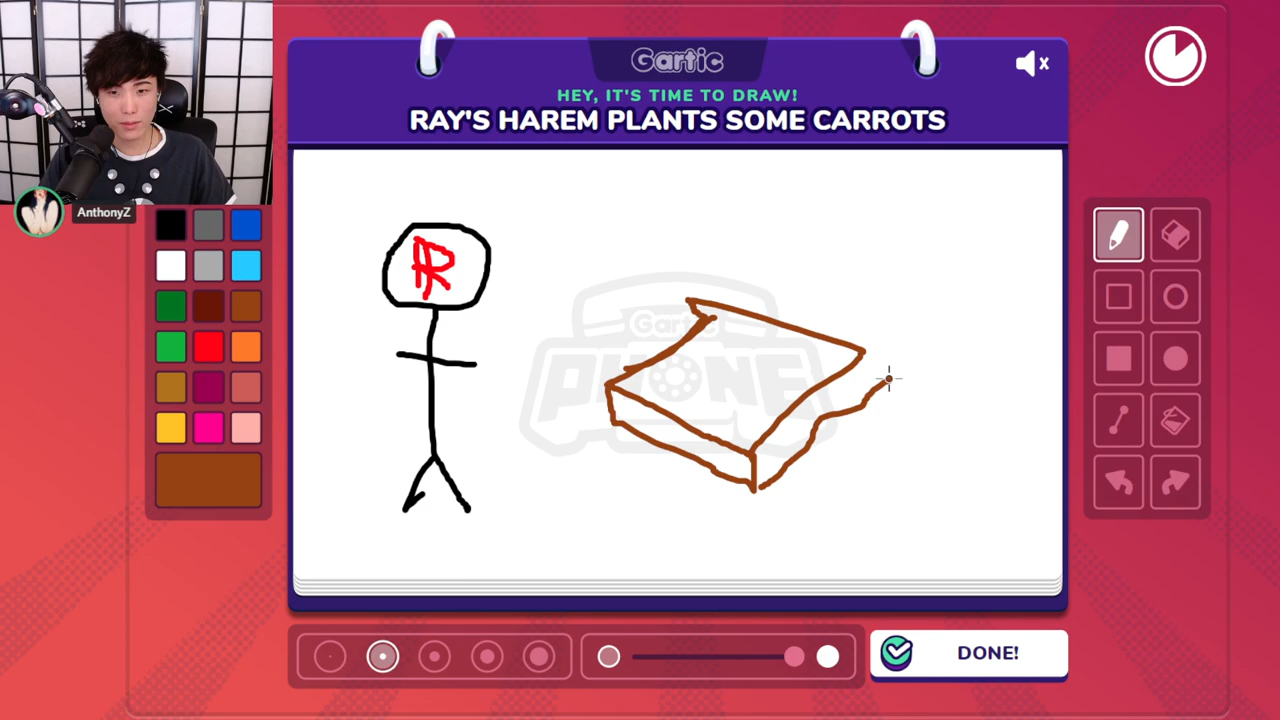 Gartic
HEY, IT'S TIME TO DRAW!
RAY'S HAREM PLANTS SOME CARROTS
AnthonyZ
R
Gartic
PHONE
DONE!